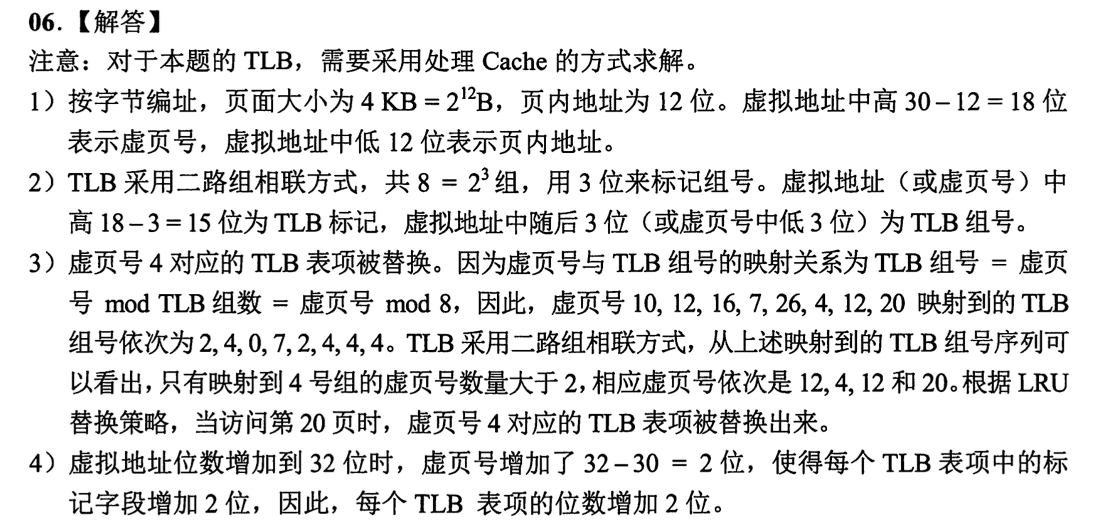 06.【解答】
注意：对于本题的 TLB，需要采用处理 Cache 的方式求解。
1）按字节编址，页面大小为 4 KB = 2¹²B，页内地址为 12 位。虚拟地址中高 30 – 12 = 18 位
表示虚页号，虚拟地址中低 12 位表示页内地址。
2）TLB 采用二路组相联方式，共 8 = 2³ 组，用 3 位来标记组号。虚拟地址（或虚页号）中
高 18 – 3 = 15 位为 TLB 标记，虚拟地址中随后 3 位（或虚页号中低 3 位）为 TLB 组号。
3）虚页号 4 对应的 TLB 表项被替换。因为虚页号与 TLB 组号的映射关系为 TLB 组号 = 虚页
号 mod TLB 组数 = 虚页号 mod 8，因此，虚页号 10, 12, 16, 7, 26, 4, 12, 20 映射到的 TLB
组号依次为 2, 4, 0, 7, 2, 4, 4, 4。TLB 采用二路组相联方式，从上述映射到的 TLB 组号序列可
以看出，只有映射到 4 号组的虚页号数量大于 2，相应虚页号依次是 12, 4, 12 和 20。根据 LRU
替换策略，当访问第 20 页时，虚页号 4 对应的 TLB 表项被替换出来。
4）虚拟地址位数增加到 32 位时，虚页号增加了 32 – 30 = 2 位，使得每个 TLB 表项中的标
记字段增加 2 位，因此，每个 TLB 表项的位数增加 2 位。